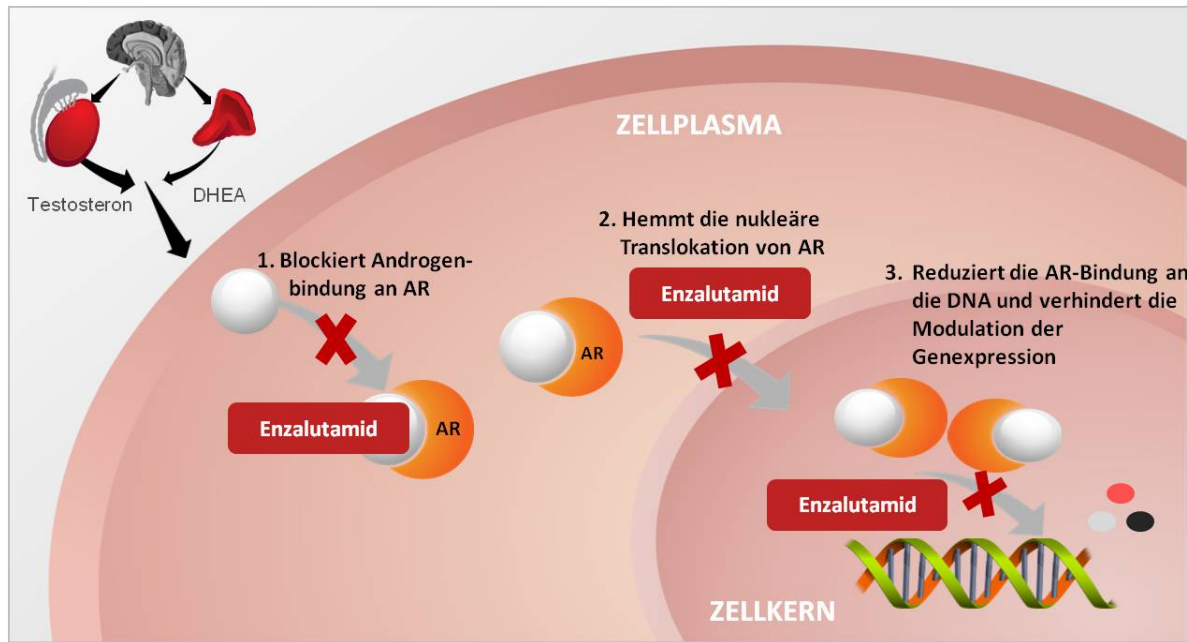 ZELLPLASMA
Testosteron
DHEA
1. Blockiert Androgen-
bindung an AR
Enzalutamid
AR
2. Hemmt die nukleäre
Translokation von AR
Enzalutamid
AR
3. Reduziert die AR-Bindung an
die DNA und verhindert die
Modulation der
Genexpression
Enzalutamid
ZELLKERN